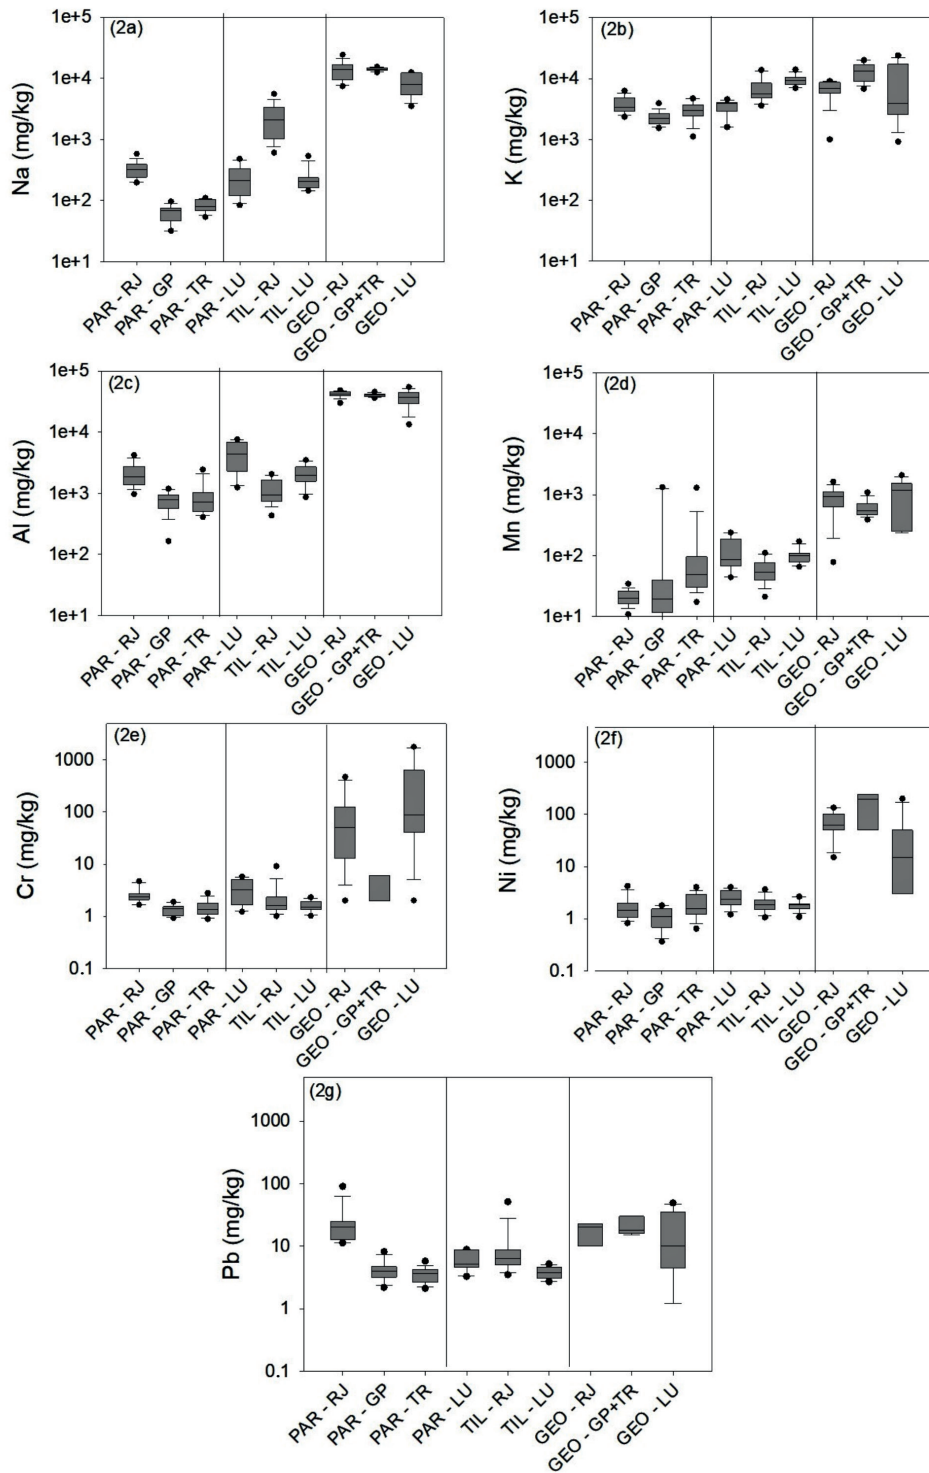 (2a)
Na (mg/kg)
1e+5
1e+4
1e+3
1e+2
1e+1
PAR - RJ
PAR - GP
PAR - TR
PAR - LU
TIL - RJ
TIL - LU
GEO - RJ
GEO - GP+TR
GEO - LU
(2b)
K (mg/kg)
1e+5
1e+4
1e+3
1e+2
1e+1
PAR - RJ
PAR - GP
PAR - TR
PAR - LU
TIL - RJ
TIL - LU
GEO - RJ
GEO - GP+TR
GEO - LU
(2c)
Al (mg/kg)
1e+5
1e+4
1e+3
1e+2
1e+1
PAR - RJ
PAR - GP
PAR - TR
PAR - LU
TIL - RJ
TIL - LU
GEO - RJ
GEO - GP+TR
GEO - LU
(2d)
Mn (mg/kg)
1e+5
1e+4
1e+3
1e+2
1e+1
PAR - RJ
PAR - GP
PAR - TR
PAR - LU
TIL - RJ
TIL - LU
GEO - RJ
GEO - GP+TR
GEO - LU
(2e)
Cr (mg/kg)
1000
100
10
1
0.1
PAR - RJ
PAR - GP
PAR - TR
PAR - LU
TIL - RJ
TIL - LU
GEO - RJ
GEO - GP+TR
GEO - LU
(2f)
Ni (mg/kg)
1000
100
10
1
0.1
PAR - RJ
PAR - GP
PAR - TR
PAR - LU
TIL - RJ
TIL - LU
GEO - RJ
GEO - GP+TR
GEO - LU
(2g)
Pb (mg/kg)
1000
100
10
1
0.1
PAR - RJ
PAR - GP
PAR - TR
PAR - LU
TIL - RJ
TIL - LU
GEO - RJ
GEO - GP+TR
GEO - LU